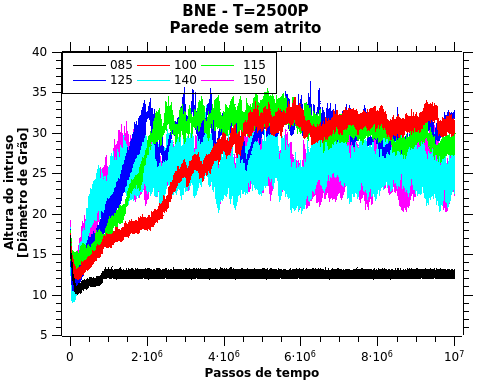 BNE - T=2500P
Parede sem atrito
085 100 115
125 140 150
Altura do intruso
[Diâmetro de Grão]
40
35
30
25
20
15
10
5
0 2·10⁶ 4·10⁶ 6·10⁶ 8·10⁶ 10⁷
Passos de tempo